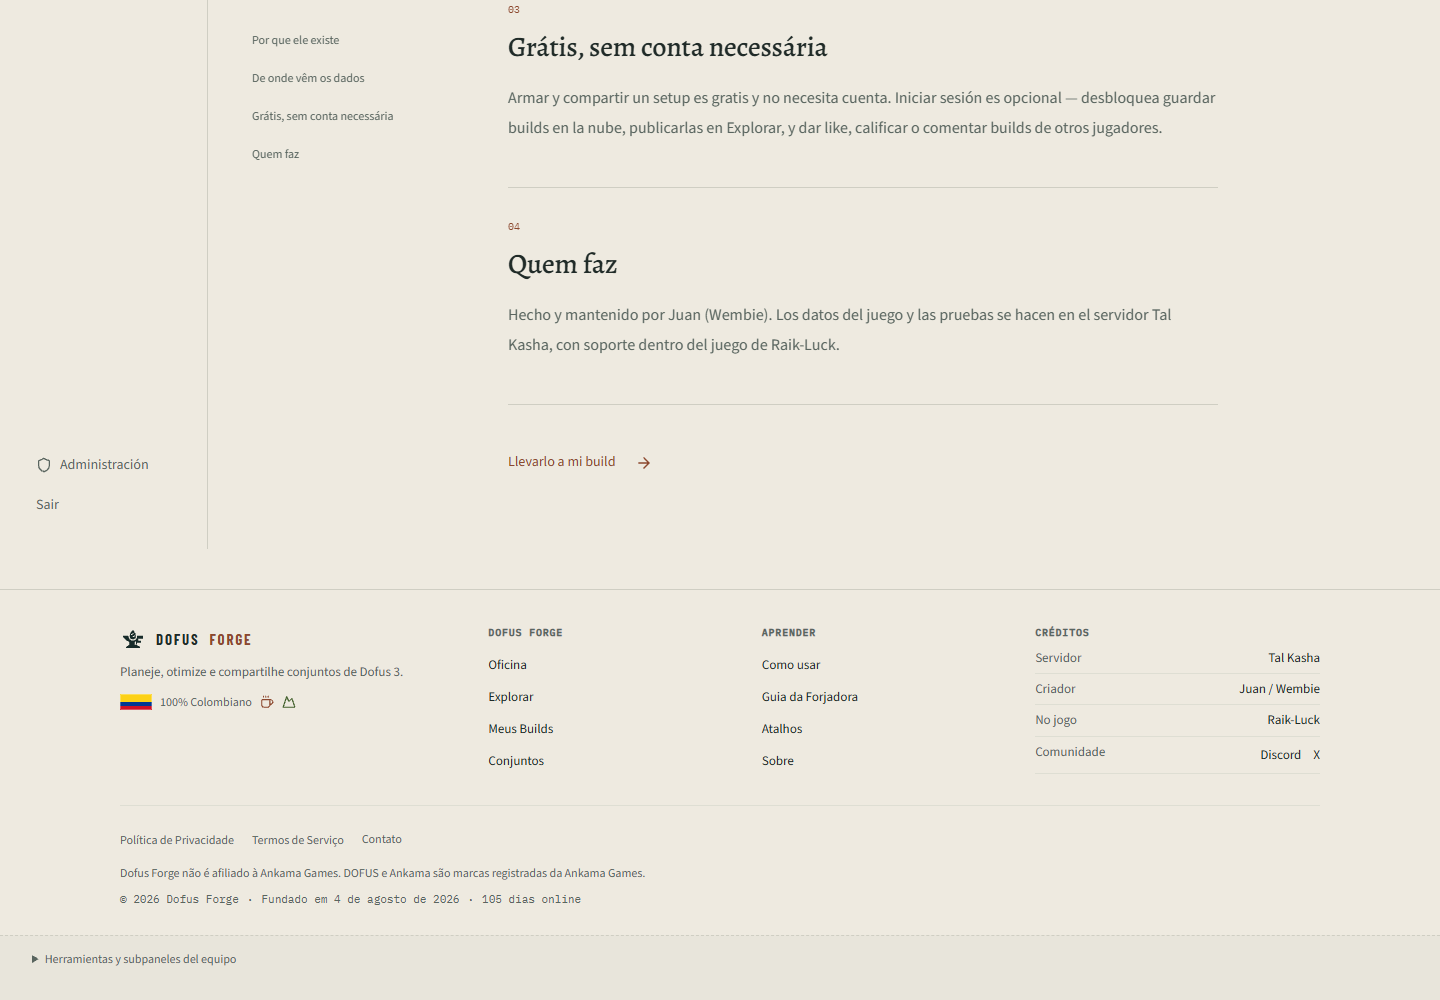 Por que ele existe
De onde vêm os dados
Grátis, sem conta necessária
Quem faz
03
Grátis, sem conta necessária
Armar y compartir un setup es gratis y no necesita cuenta. Iniciar sesión es opcional — desbloquea guardar
builds en la nube, publicarlas en Explorar, y dar like, calificar o comentar builds de otros jugadores.
04
Quem faz
Hecho y mantenido por Juan (Wembie). Los datos del juego y las pruebas se hacen en el servidor Tal
Kasha, con soporte dentro del juego de Raik-Luck.
Llevarlo a mi build
Administración
Sair
DOFUS FORGE
Planeje, otimize e compartilhe conjuntos de Dofus 3.
100% Colombiano
DOFUS FORGE
Oficina
Explorar
Meus Builds
Conjuntos
APRENDER
Como usar
Guia da Forjadora
Atalhos
Sobre
CRÉDITOS
Servidor Tal Kasha
Criador Juan / Wembie
No jogo Raik-Luck
Comunidade Discord X
Política de Privacidade Termos de Serviço Contato
Dofus Forge não é afiliado à Ankama Games. DOFUS e Ankama são marcas registradas da Ankama Games.
© 2026 Dofus Forge · Fundado em 4 de agosto de 2026 · 105 dias online
Herramientas y subpaneles del equipo